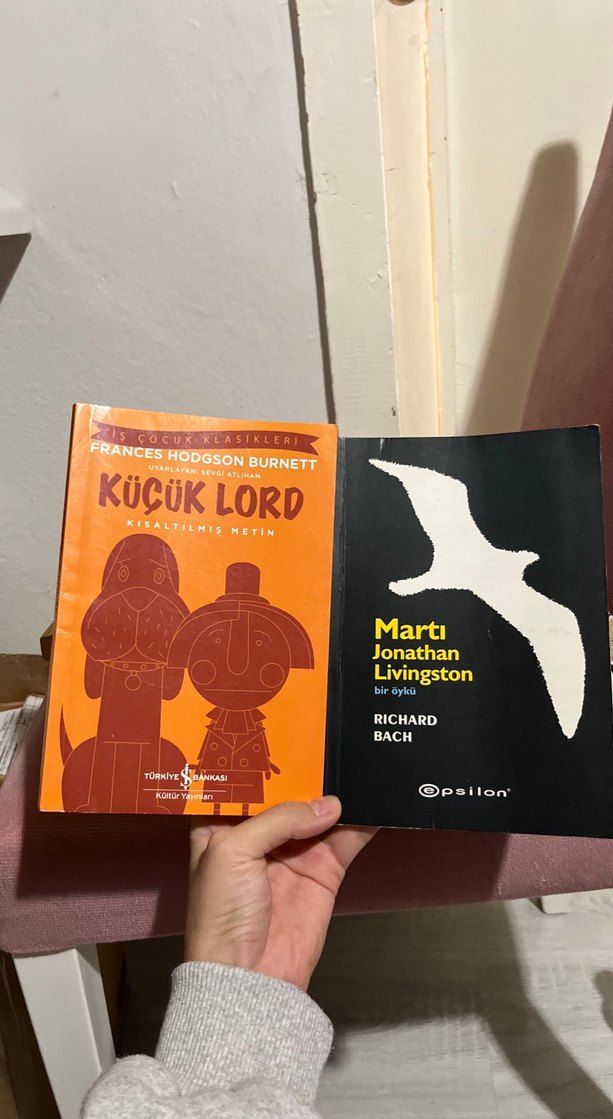 İŞ ÇOCUK KLASİKLERİ
FRANCES HODGSON BURNETT
UYARLAYAN: SEVGİ ATLIHAN
KÜÇÜK LORD
KISALTILMIŞ METİN
TÜRKİYE İŞ BANKASI
Kültür Yayınları
Martı
Jonathan
Livingston
bir öykü
RICHARD
BACH
epsilon®